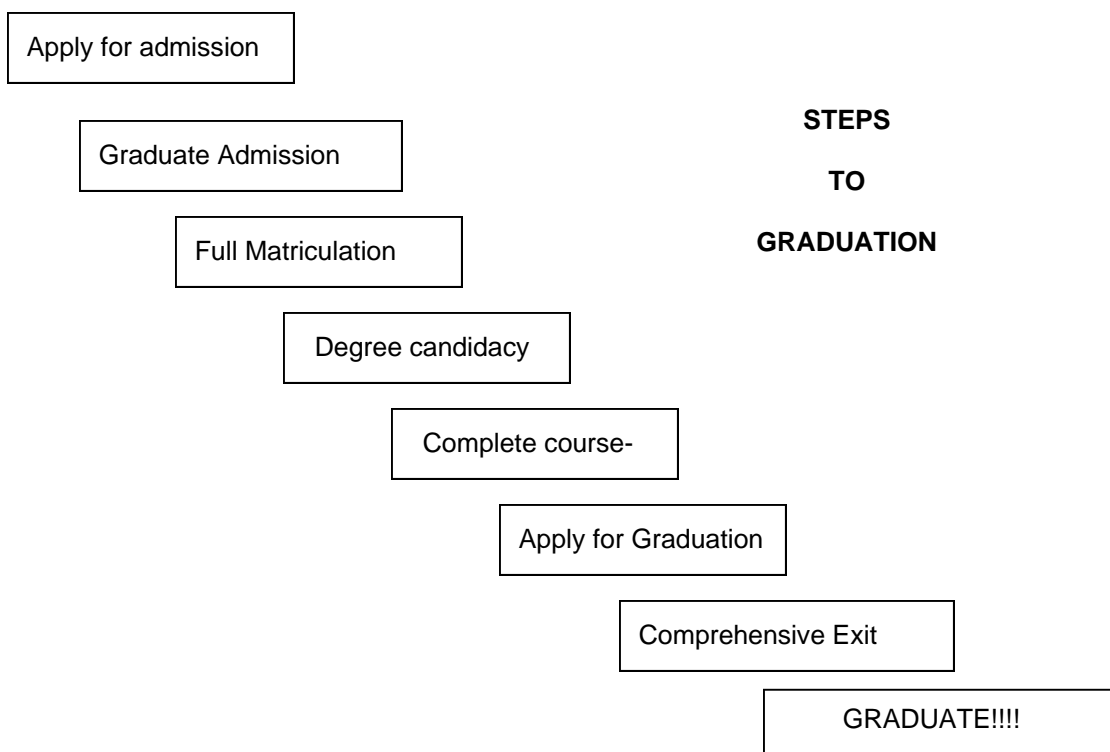 Apply for admission
STEPS
Graduate Admission
TO
Full Matriculation
GRADUATION
Degree candidacy
Complete course-
Apply for Graduation
Comprehensive Exit
GRADUATE!!!!